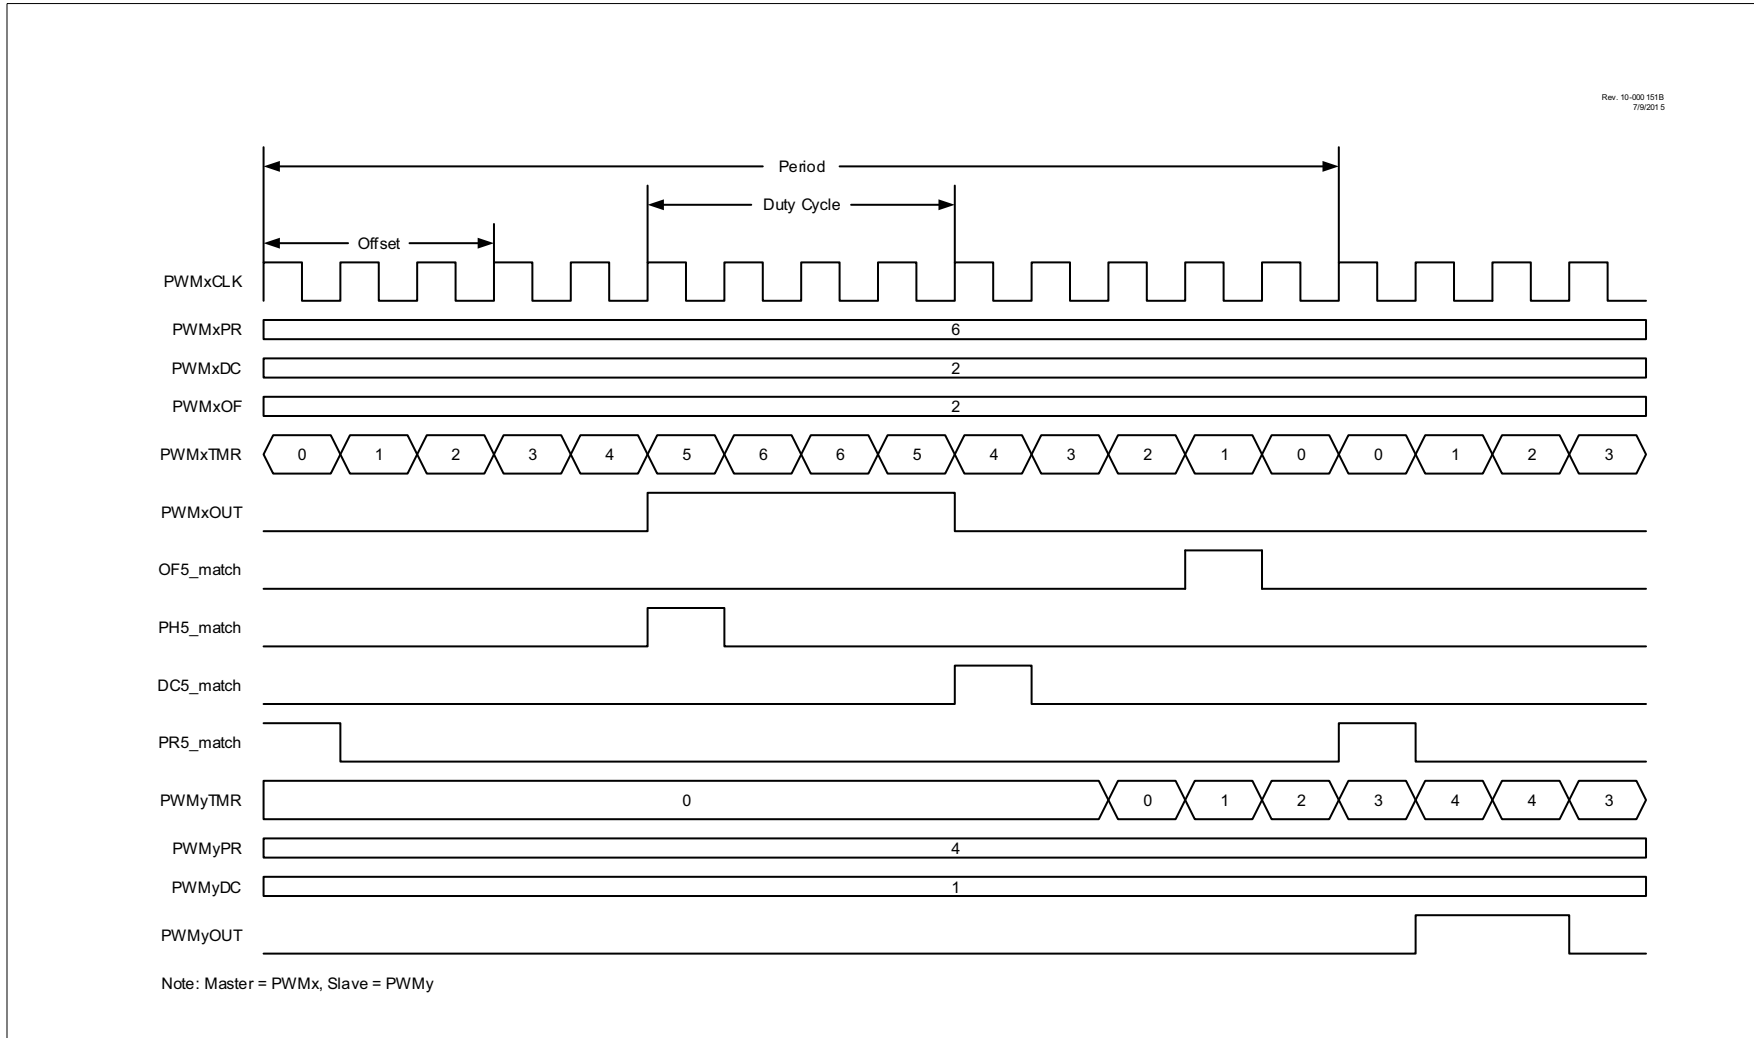 Rev. 10-000 151B
7/9/201 5
Period
Duty Cycle
Offset
PWMxCLK
PWMxPR 6
PWMxDC 2
PWMxOF 2
PWMxTMR 0 1 2 3 4 5 6 6 5 4 3 2 1 0 0 1 2 3
PWMxOUT
OF5_match
PH5_match
DC5_match
PR5_match
PWMyTMR 0 0 1 2 3 4 4 3
PWMyPR 4
PWMyDC 1
PWMyOUT
Note: Master = PWMx, Slave = PWMy